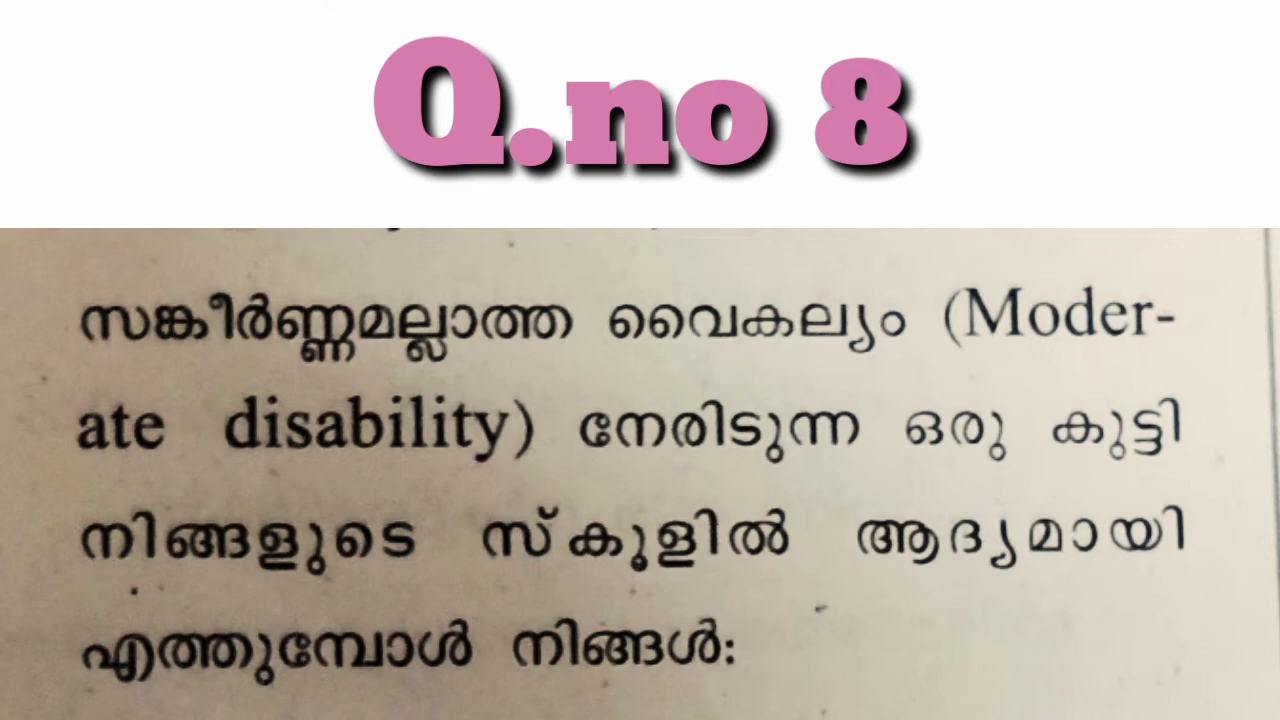 Q.no 8
സങ്കീർണ്ണമല്ലാത്ത വൈകല്യം (Moder-
ate disability) നേരിടുന്ന ഒരു കുട്ടി
നിങ്ങളുടെ സ്കൂളിൽ ആദ്യമായി
എത്തുമ്പോൾ നിങ്ങൾ: